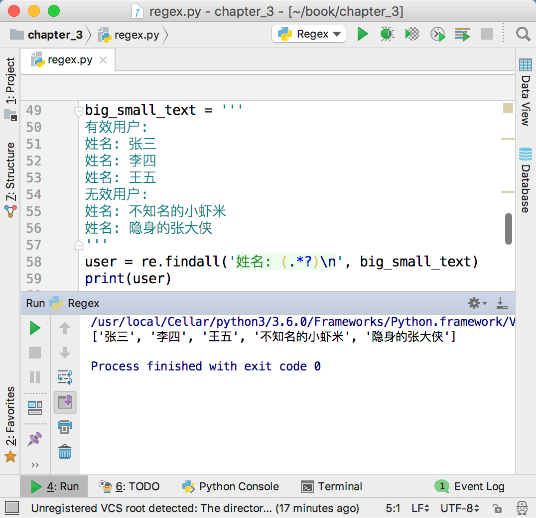 regex.py - chapter_3 - [~/book/chapter_3]
chapter_3 regex.py Regex
regex.py
1: Project
7: Structure
2: Favorites
Data View
Database
49 big_small_text = '''
50 有效用户:
51 姓名: 张三
52 姓名: 李四
53 姓名: 王五
54 无效用户:
55 姓名: 不知名的小虾米
56 姓名: 隐身的张大侠
57 '''
58 user = re.findall('姓名: (.*?)\n', big_small_text)
59 print(user)
Run Regex
/usr/local/Cellar/python3/3.6.0/Frameworks/Python.framework/V
['张三', '李四', '王五', '不知名的小虾米', '隐身的张大侠']
Process finished with exit code 0
4: Run 6: TODO Python Console Terminal 1 Event Log
Unregistered VCS root detected: The director... (17 minutes ago) 5:1 LF÷ UTF-8÷